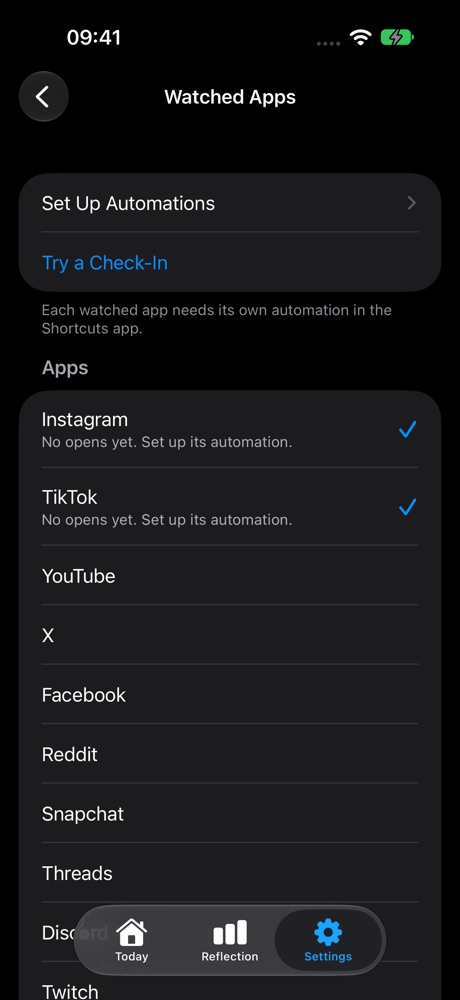 09:41
Watched Apps
Set Up Automations
Try a Check-In
Each watched app needs its own automation in the
Shortcuts app.
Apps
Instagram
No opens yet. Set up its automation.
TikTok
No opens yet. Set up its automation.
YouTube
X
Facebook
Reddit
Snapchat
Threads
Discord
Twitch
Today
Reflection
Settings